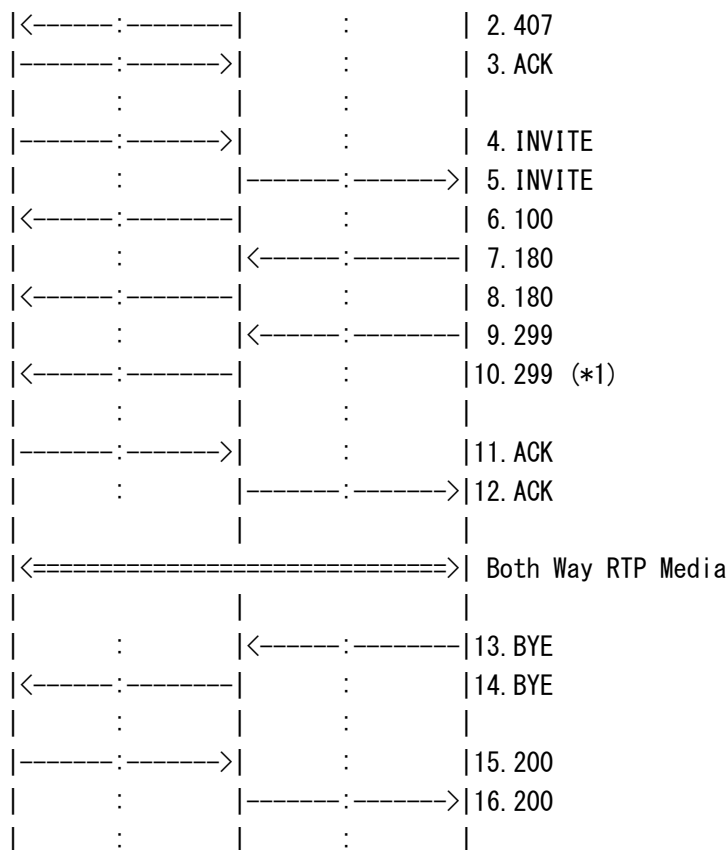 |<------:--------|       :       | 2. 407
|-------:------->|       :       | 3. ACK
|       :        |       :       |
|-------:------->|       :       | 4. INVITE
|       :        |-------:------>| 5. INVITE
|<------:--------|       :       | 6. 100
|       :        |<------:-------| 7. 180
|<------:--------|       :       | 8. 180
|       :        |<------:-------| 9. 299
|<------:--------|       :       |10. 299 (*1)
|       :        |       :       |
|-------:------->|       :       |11. ACK
|       :        |-------:------>|12. ACK
|                |               |
|<==============================>| Both Way RTP Media
|                |               |
|       :        |<------:-------|13. BYE
|<------:--------|       :       |14. BYE
|       :        |       :       |
|-------:------->|       :       |15. 200
|       :        |-------:------>|16. 200
|       :        |       :       |